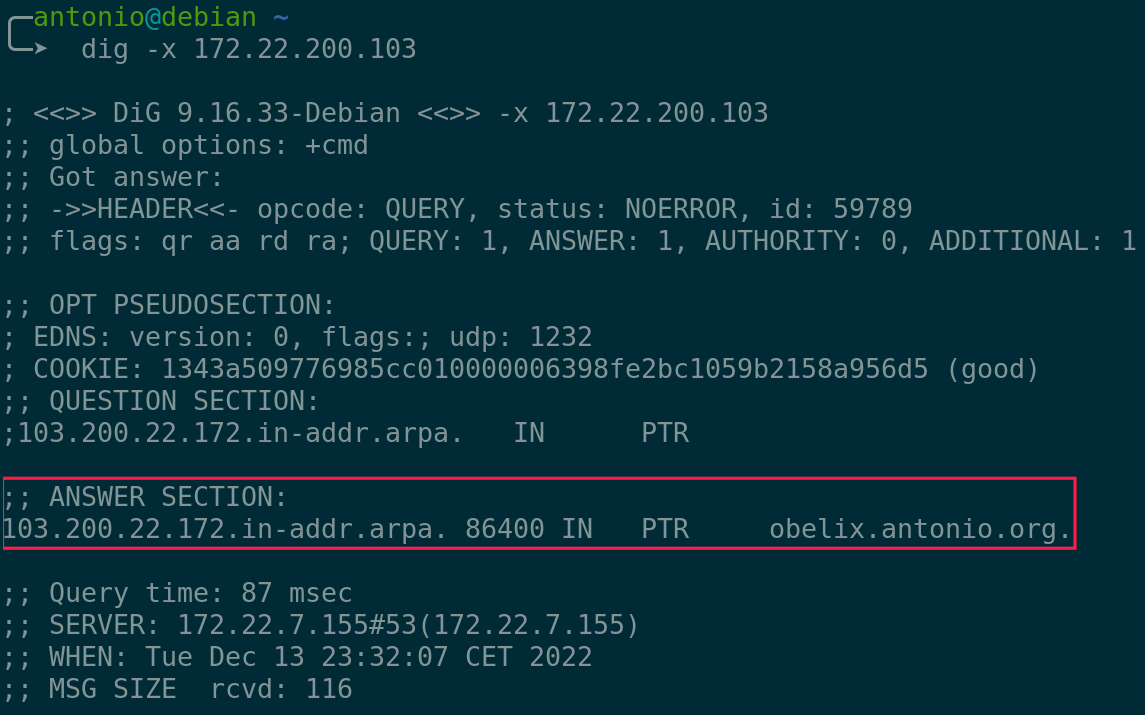 antonio@debian ~
➤  dig -x 172.22.200.103

; <<>> DiG 9.16.33-Debian <<>> -x 172.22.200.103
;; global options: +cmd
;; Got answer:
;; ->>HEADER<<- opcode: QUERY, status: NOERROR, id: 59789
;; flags: qr aa rd ra; QUERY: 1, ANSWER: 1, AUTHORITY: 0, ADDITIONAL: 1

;; OPT PSEUDOSECTION:
; EDNS: version: 0, flags:; udp: 1232
; COOKIE: 1343a509776985cc010000006398fe2bc1059b2158a956d5 (good)
;; QUESTION SECTION:
;103.200.22.172.in-addr.arpa.   IN      PTR

;; ANSWER SECTION:
103.200.22.172.in-addr.arpa. 86400 IN   PTR     obelix.antonio.org.

;; Query time: 87 msec
;; SERVER: 172.22.7.155#53(172.22.7.155)
;; WHEN: Tue Dec 13 23:32:07 CET 2022
;; MSG SIZE  rcvd: 116